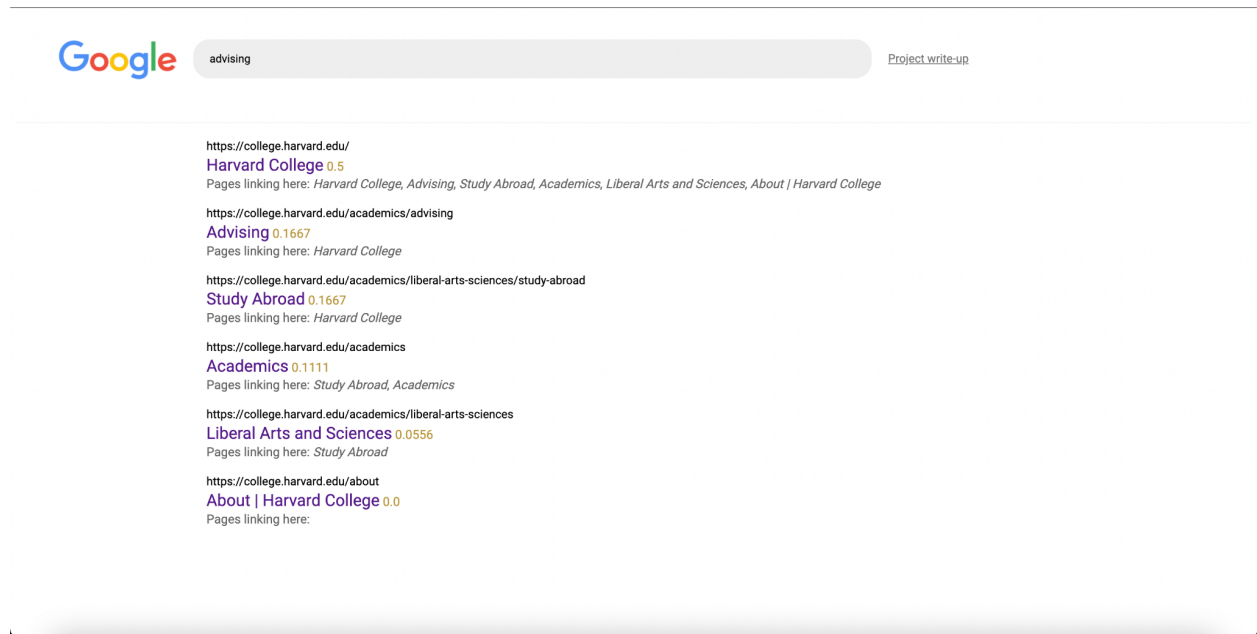 Google advising Project write-up
https://college.harvard.edu/
Harvard College 0.5
Pages linking here: Harvard College, Advising, Study Abroad, Academics, Liberal Arts and Sciences, About | Harvard College
https://college.harvard.edu/academics/advising
Advising 0.1667
Pages linking here: Harvard College
https://college.harvard.edu/academics/liberal-arts-sciences/study-abroad
Study Abroad 0.1667
Pages linking here: Harvard College
https://college.harvard.edu/academics
Academics 0.1111
Pages linking here: Study Abroad, Academics
https://college.harvard.edu/academics/liberal-arts-sciences
Liberal Arts and Sciences 0.0556
Pages linking here: Study Abroad
https://college.harvard.edu/about
About | Harvard College 0.0
Pages linking here: